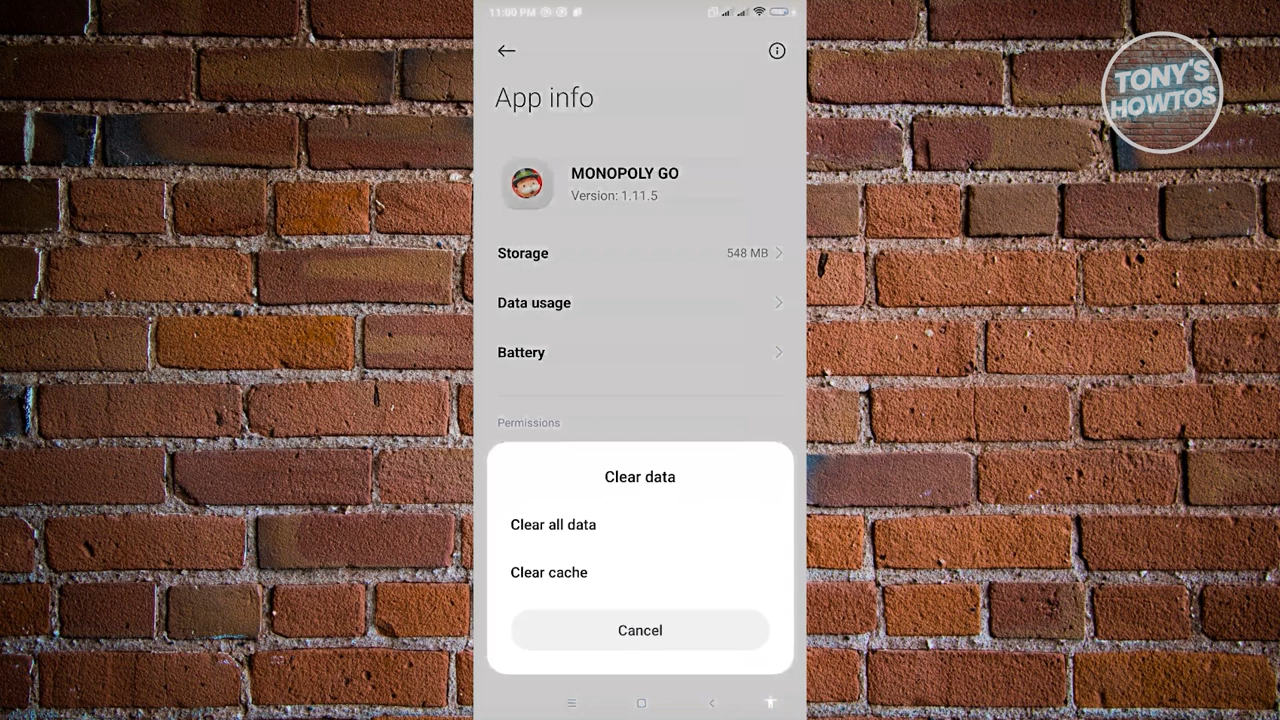 11:00 PM
TONY'S
HOWTOS
App info
MONOPOLY GO
Version: 1.11.5
Storage
548 MB
Data usage
Battery
Permissions
Clear data
Clear all data
Clear cache
Cancel